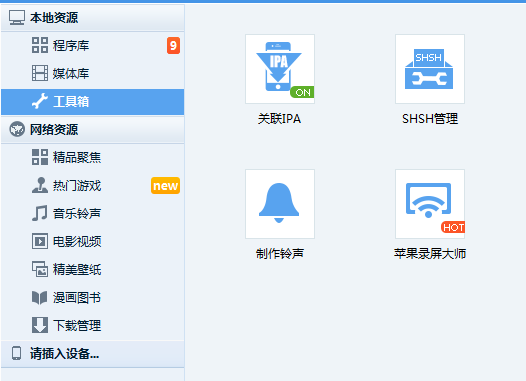 本地资源
程序库
9
媒体库
工具箱
网络资源
精品聚焦
热门游戏
new
音乐铃声
电影视频
精美壁纸
漫画图书
下载管理
请插入设备...
IPA
ON
关联IPA
SHSH
SHSH管理
制作铃声
HOT
苹果录屏大师